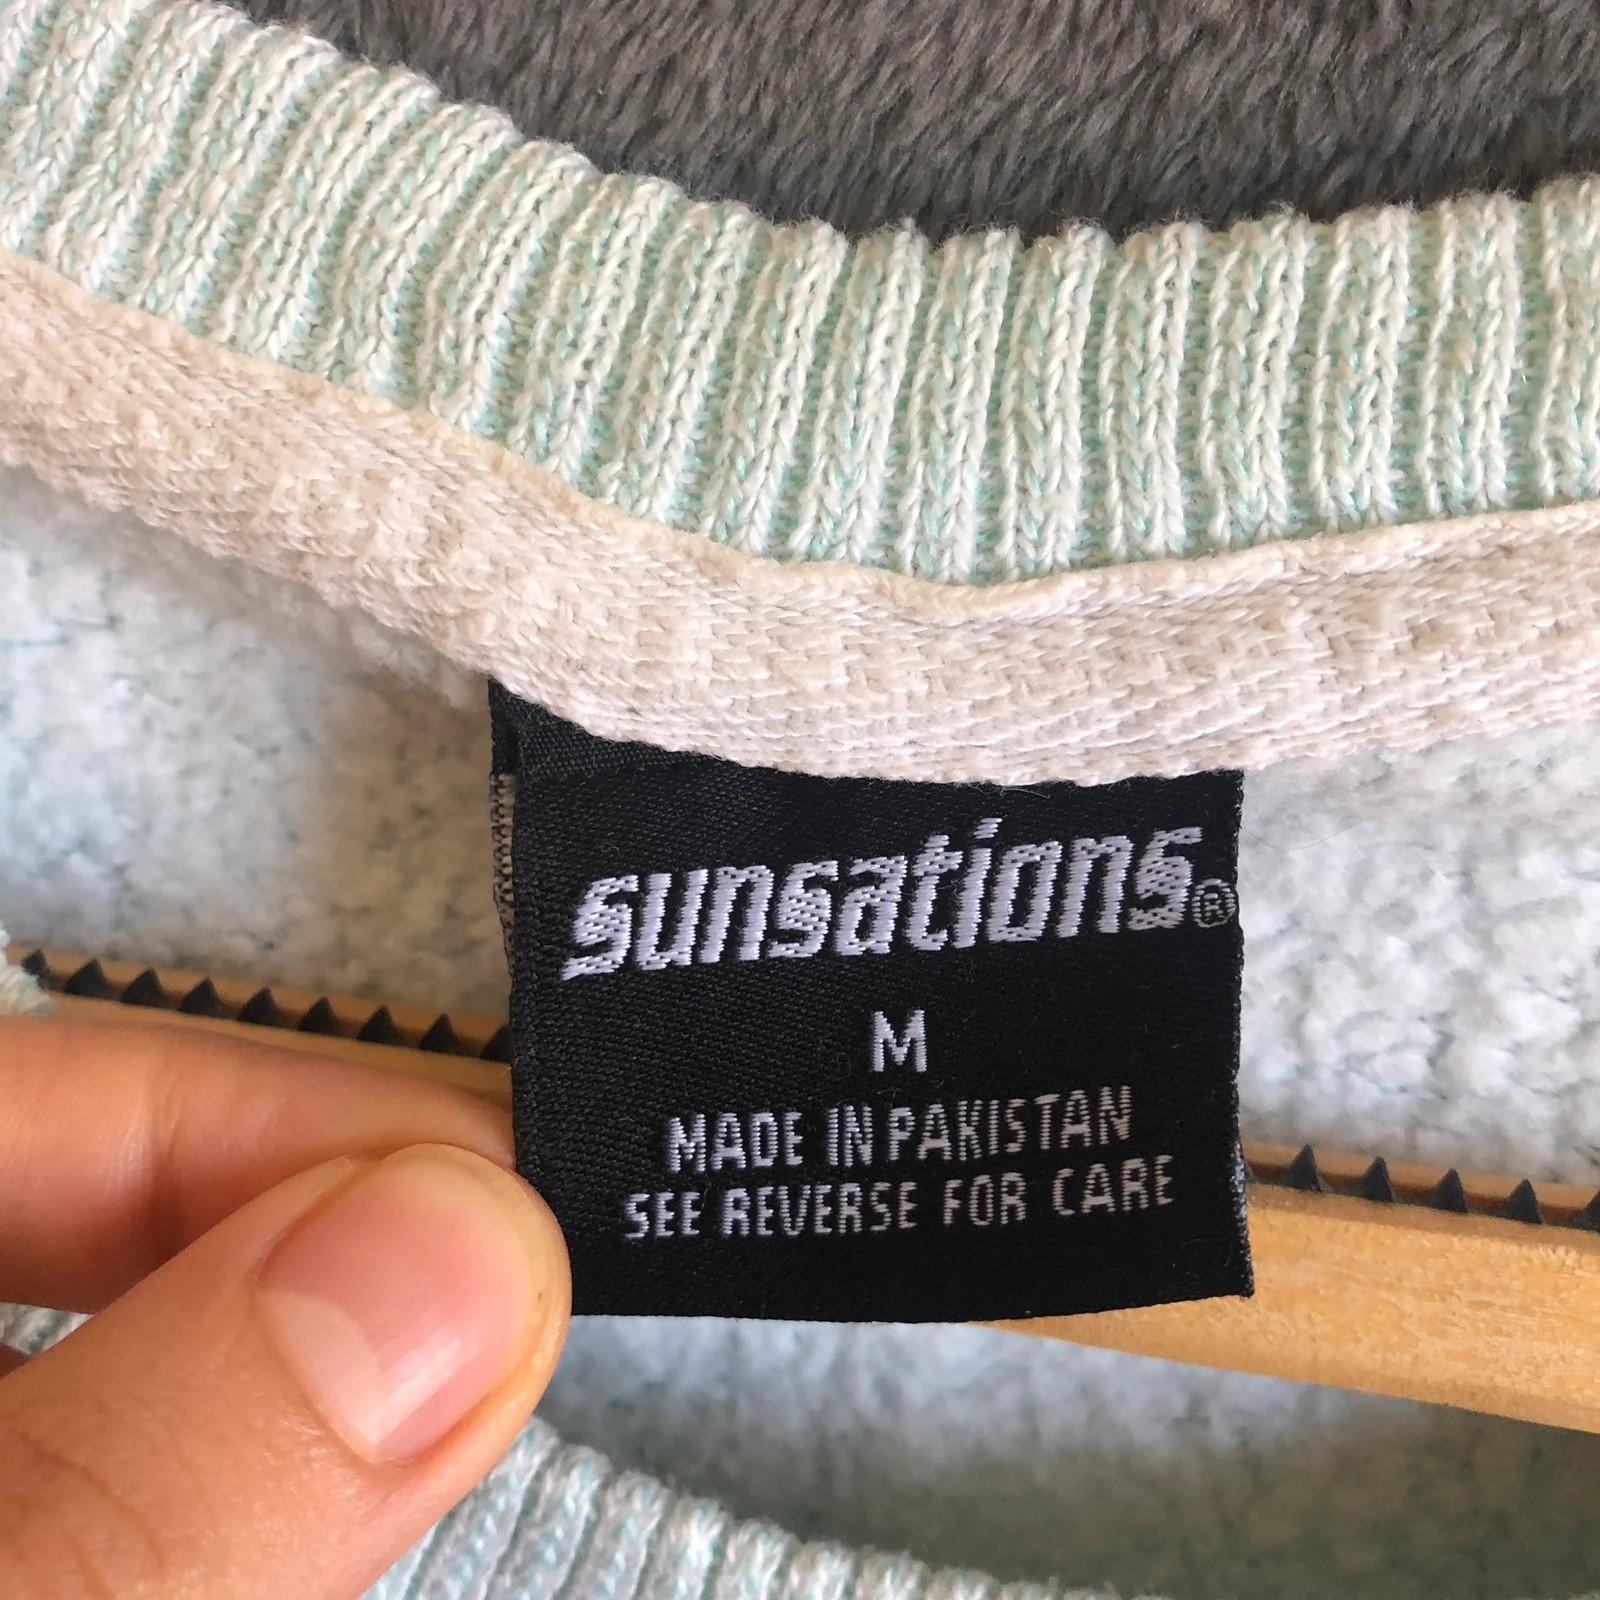 sunsations®
M
MADE IN PAKISTAN
SEE REVERSE FOR CARE